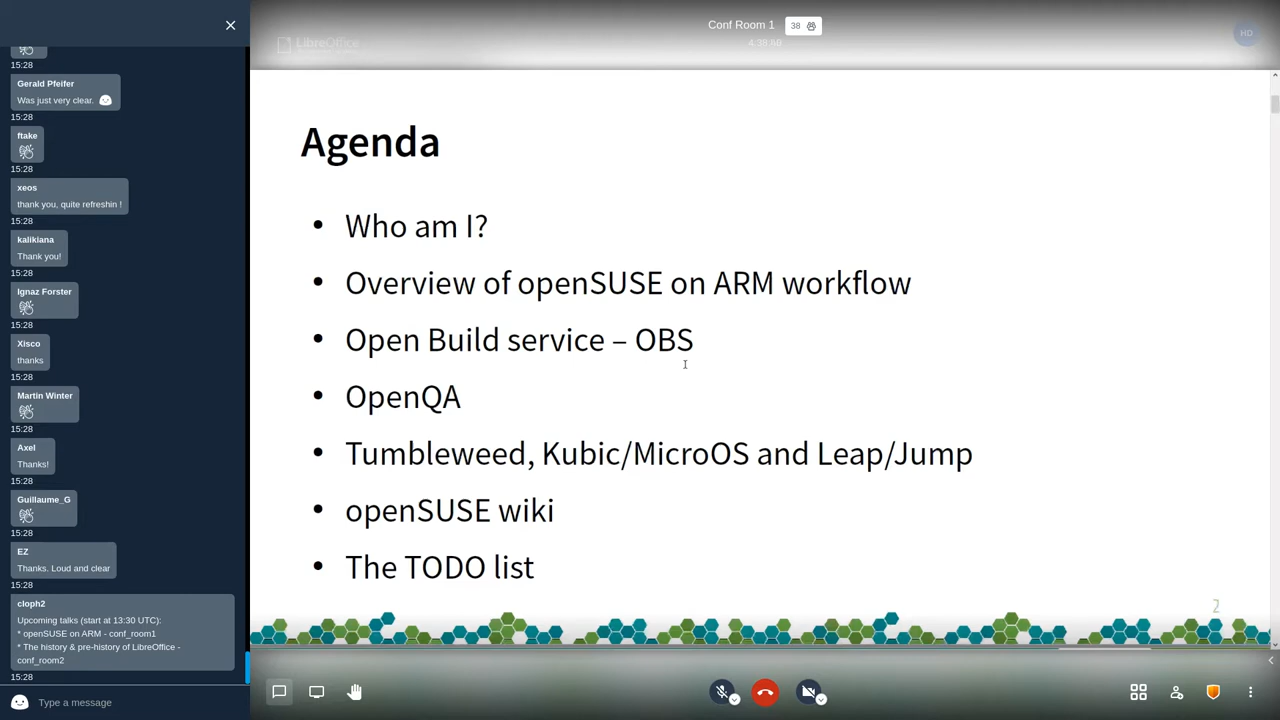 15:28
Gerald Pfeifer
Was just very clear.
15:28
ftake
15:28
xeos
thank you, quite refreshin !
15:28
kalikiana
Thank you!
15:28
Ignaz Forster
15:28
Xisco
thanks
15:28
Martin Winter
15:28
Axel
Thanks!
15:28
Guillaume_G
15:28
EZ
Thanks. Loud and clear
15:28
cloph2
Upcoming talks (start at 13:30 UTC):
* openSUSE on ARM - conf_room1
* The history & pre-history of LibreOffice -
conf_room2
15:28
Type a message
Conf Room 1
38
HD
LibreOffice
Agenda
• Who am I?
• Overview of openSUSE on ARM workflow
• Open Build service – OBS
• OpenQA
• Tumbleweed, Kubic/MicroOS and Leap/Jump
• openSUSE wiki
• The TODO list
2